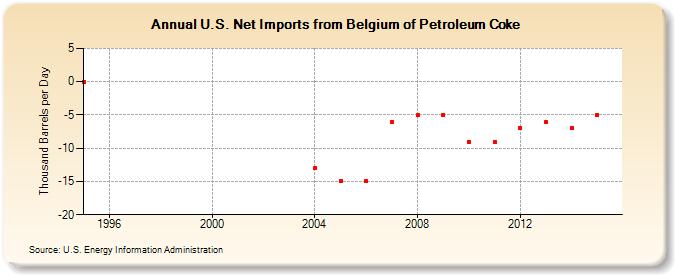 Annual U.S. Net Imports from Belgium of Petroleum Coke
Thousand Barrels per Day
5
0
-5
-10
-15
-20
1996 2000 2004 2008 2012
Source: U.S. Energy Information Administration